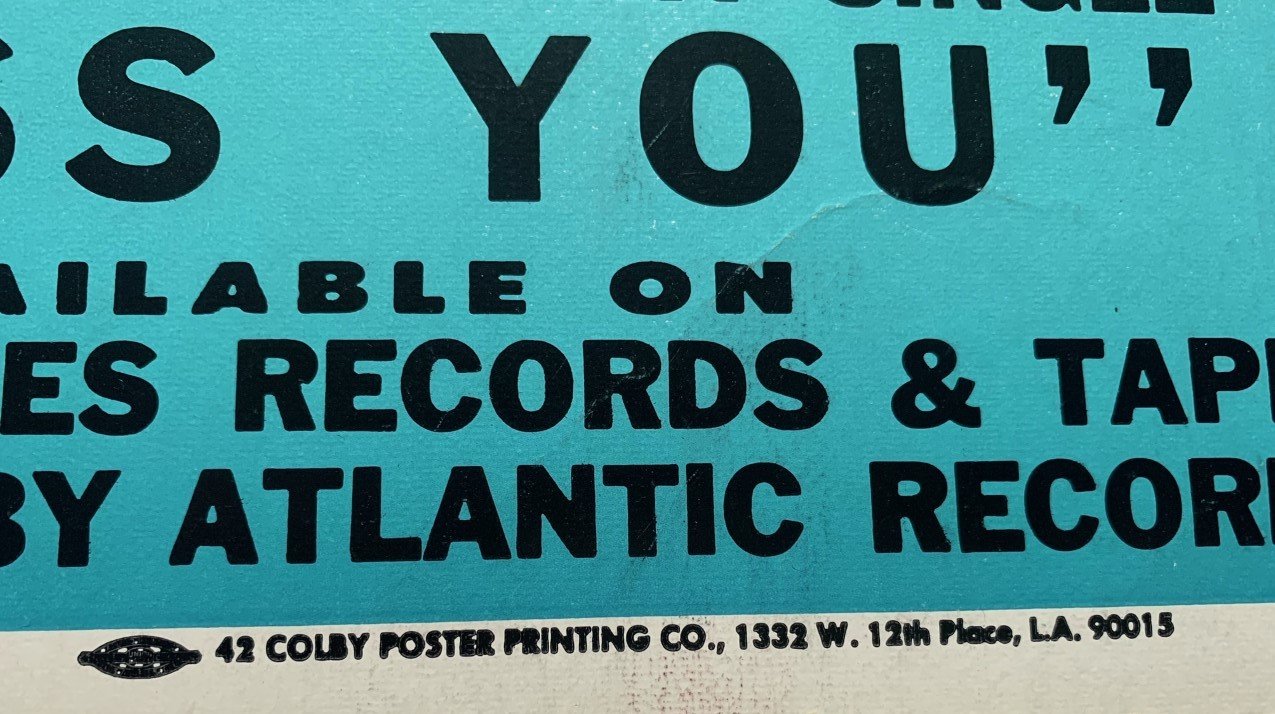 SINGLE
SS YOU’’
AILABLE ON
ES RECORDS & TAP
BY ATLANTIC RECOR
42 COLBY POSTER PRINTING CO., 1332 W. 12th Place, L.A. 90015